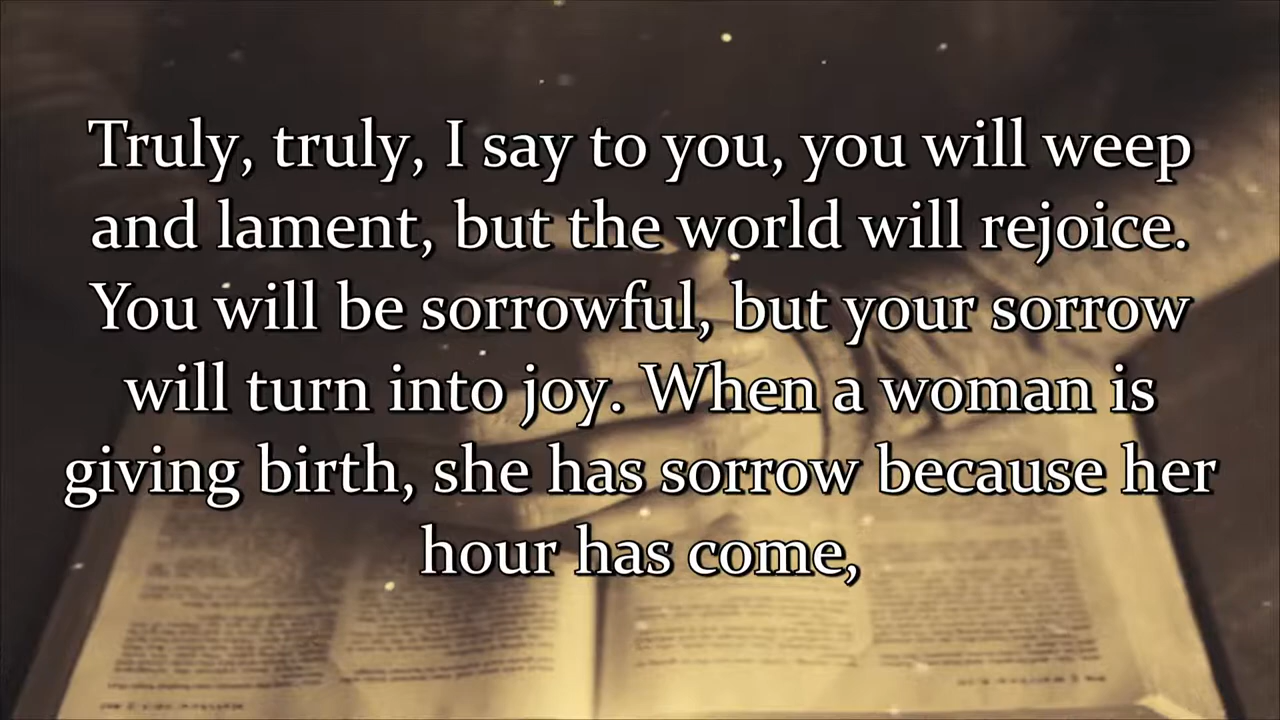 Truly, truly, I say to you, you will weep
and lament, but the world will rejoice.
You will be sorrowful, but your sorrow
will turn into joy. When a woman is
giving birth, she has sorrow because her
hour has come,